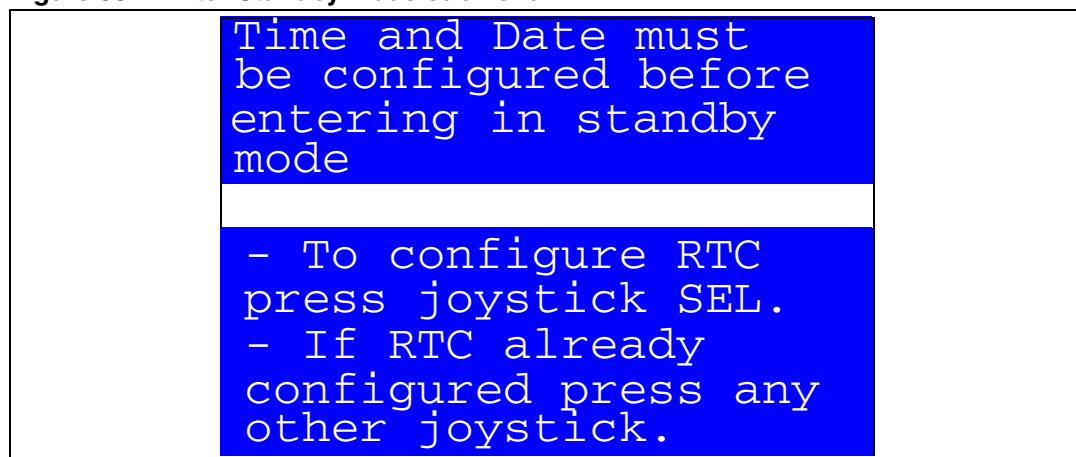 Time and Date must
be configured before
entering in standby
mode
- To configure RTC
press joystick SEL.
- If RTC already
configured press any
other joystick.